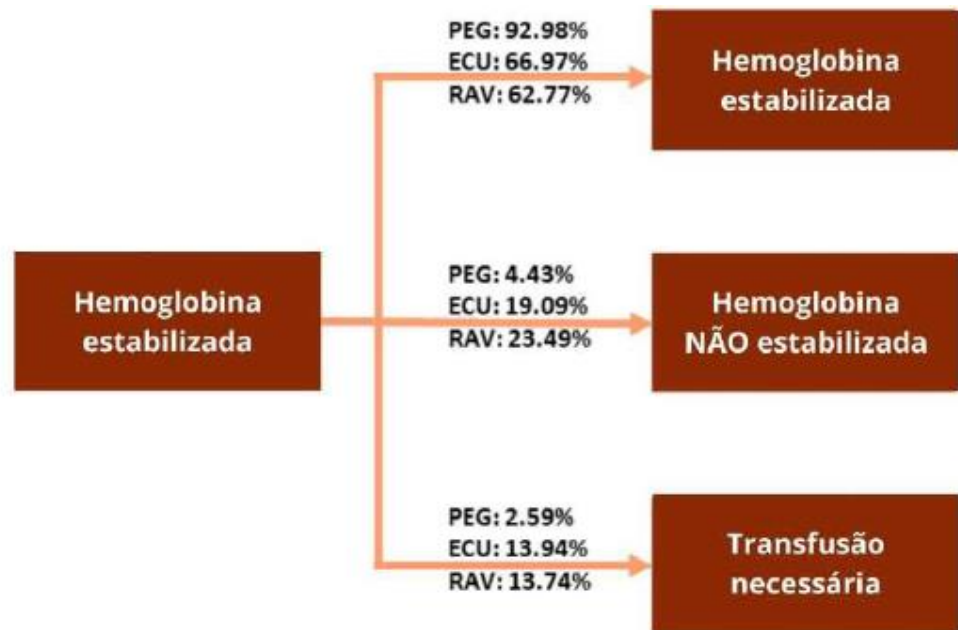 PEG: 92.98%
ECU: 66.97%
RAV: 62.77%
Hemoglobina
estabilizada
Hemoglobina
estabilizada
PEG: 4.43%
ECU: 19.09%
RAV: 23.49%
Hemoglobina
NÃO estabilizada
PEG: 2.59%
ECU: 13.94%
RAV: 13.74%
Transfusão
necessária